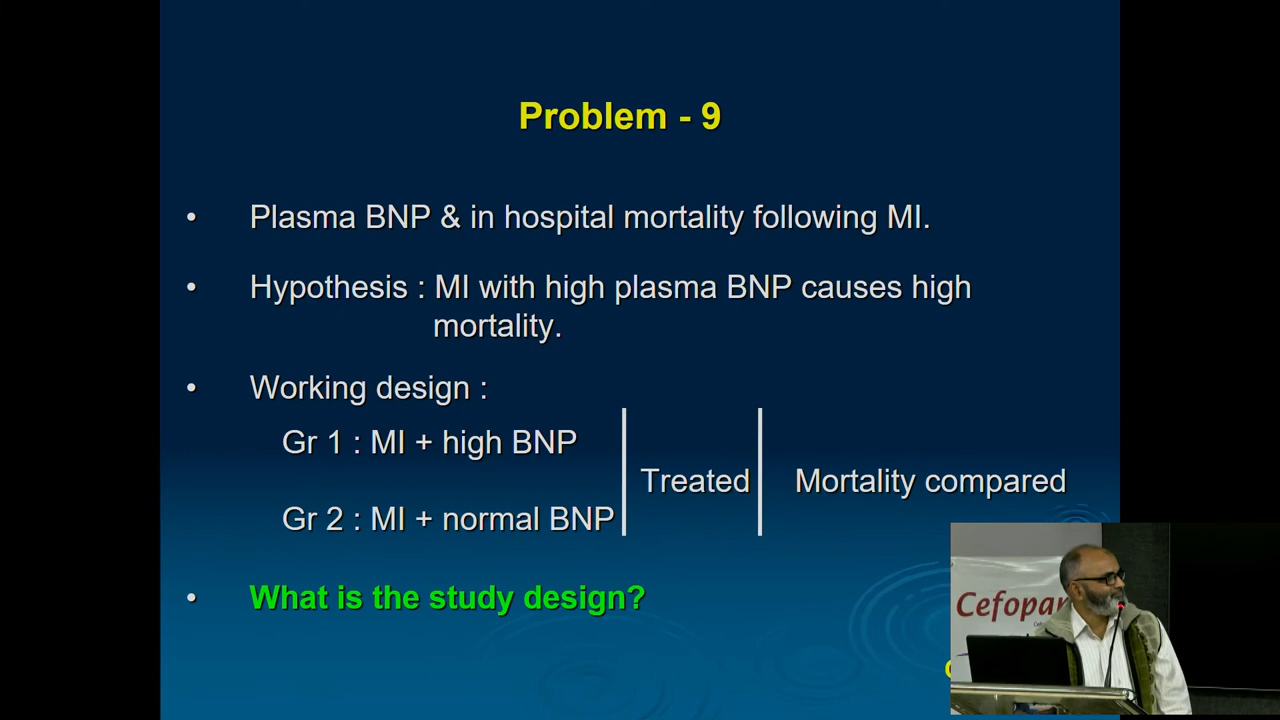 Problem - 9
• Plasma BNP & in hospital mortality following MI.
• Hypothesis : MI with high plasma BNP causes high
mortality.
• Working design :
Gr 1 : MI + high BNP
Treated
Mortality compared
Gr 2 : MI + normal BNP
• What is the study design?
Cefopar